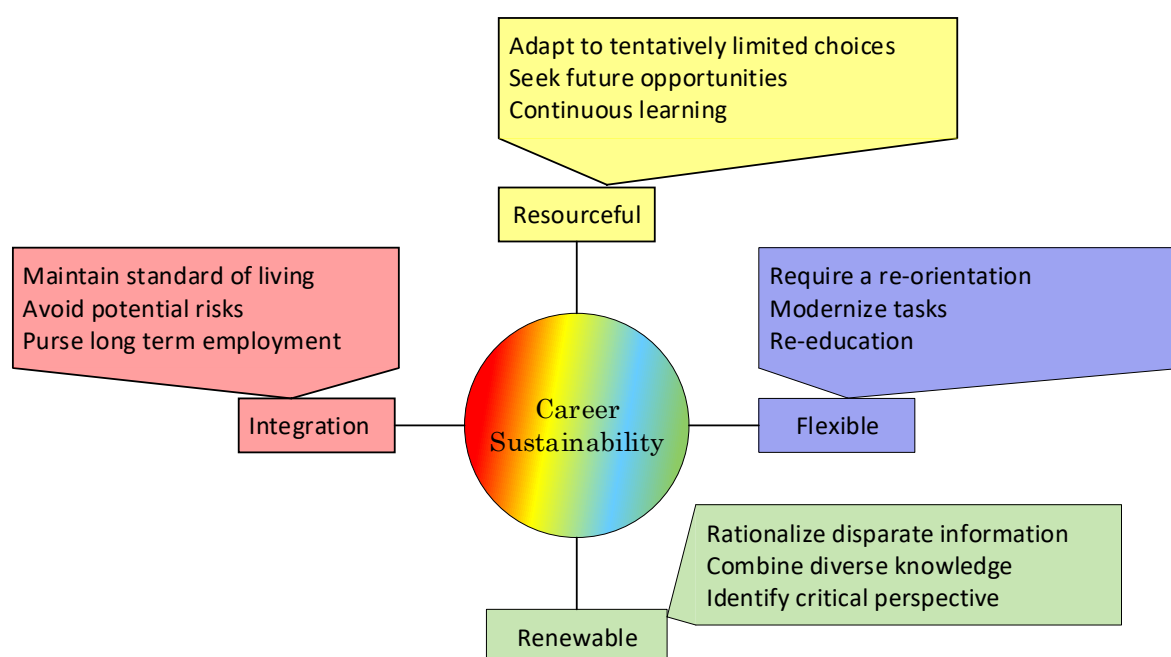 Adapt to tentatively limited choices
Seek future opportunities
Continuous learning
Resourceful
Maintain standard of living
Avoid potential risks
Purse long term employment
Integration
Require a re-orientation
Modernize tasks
Re-education
Flexible
Career
Sustainability
Rationalize disparate information
Combine diverse knowledge
Identify critical perspective
Renewable